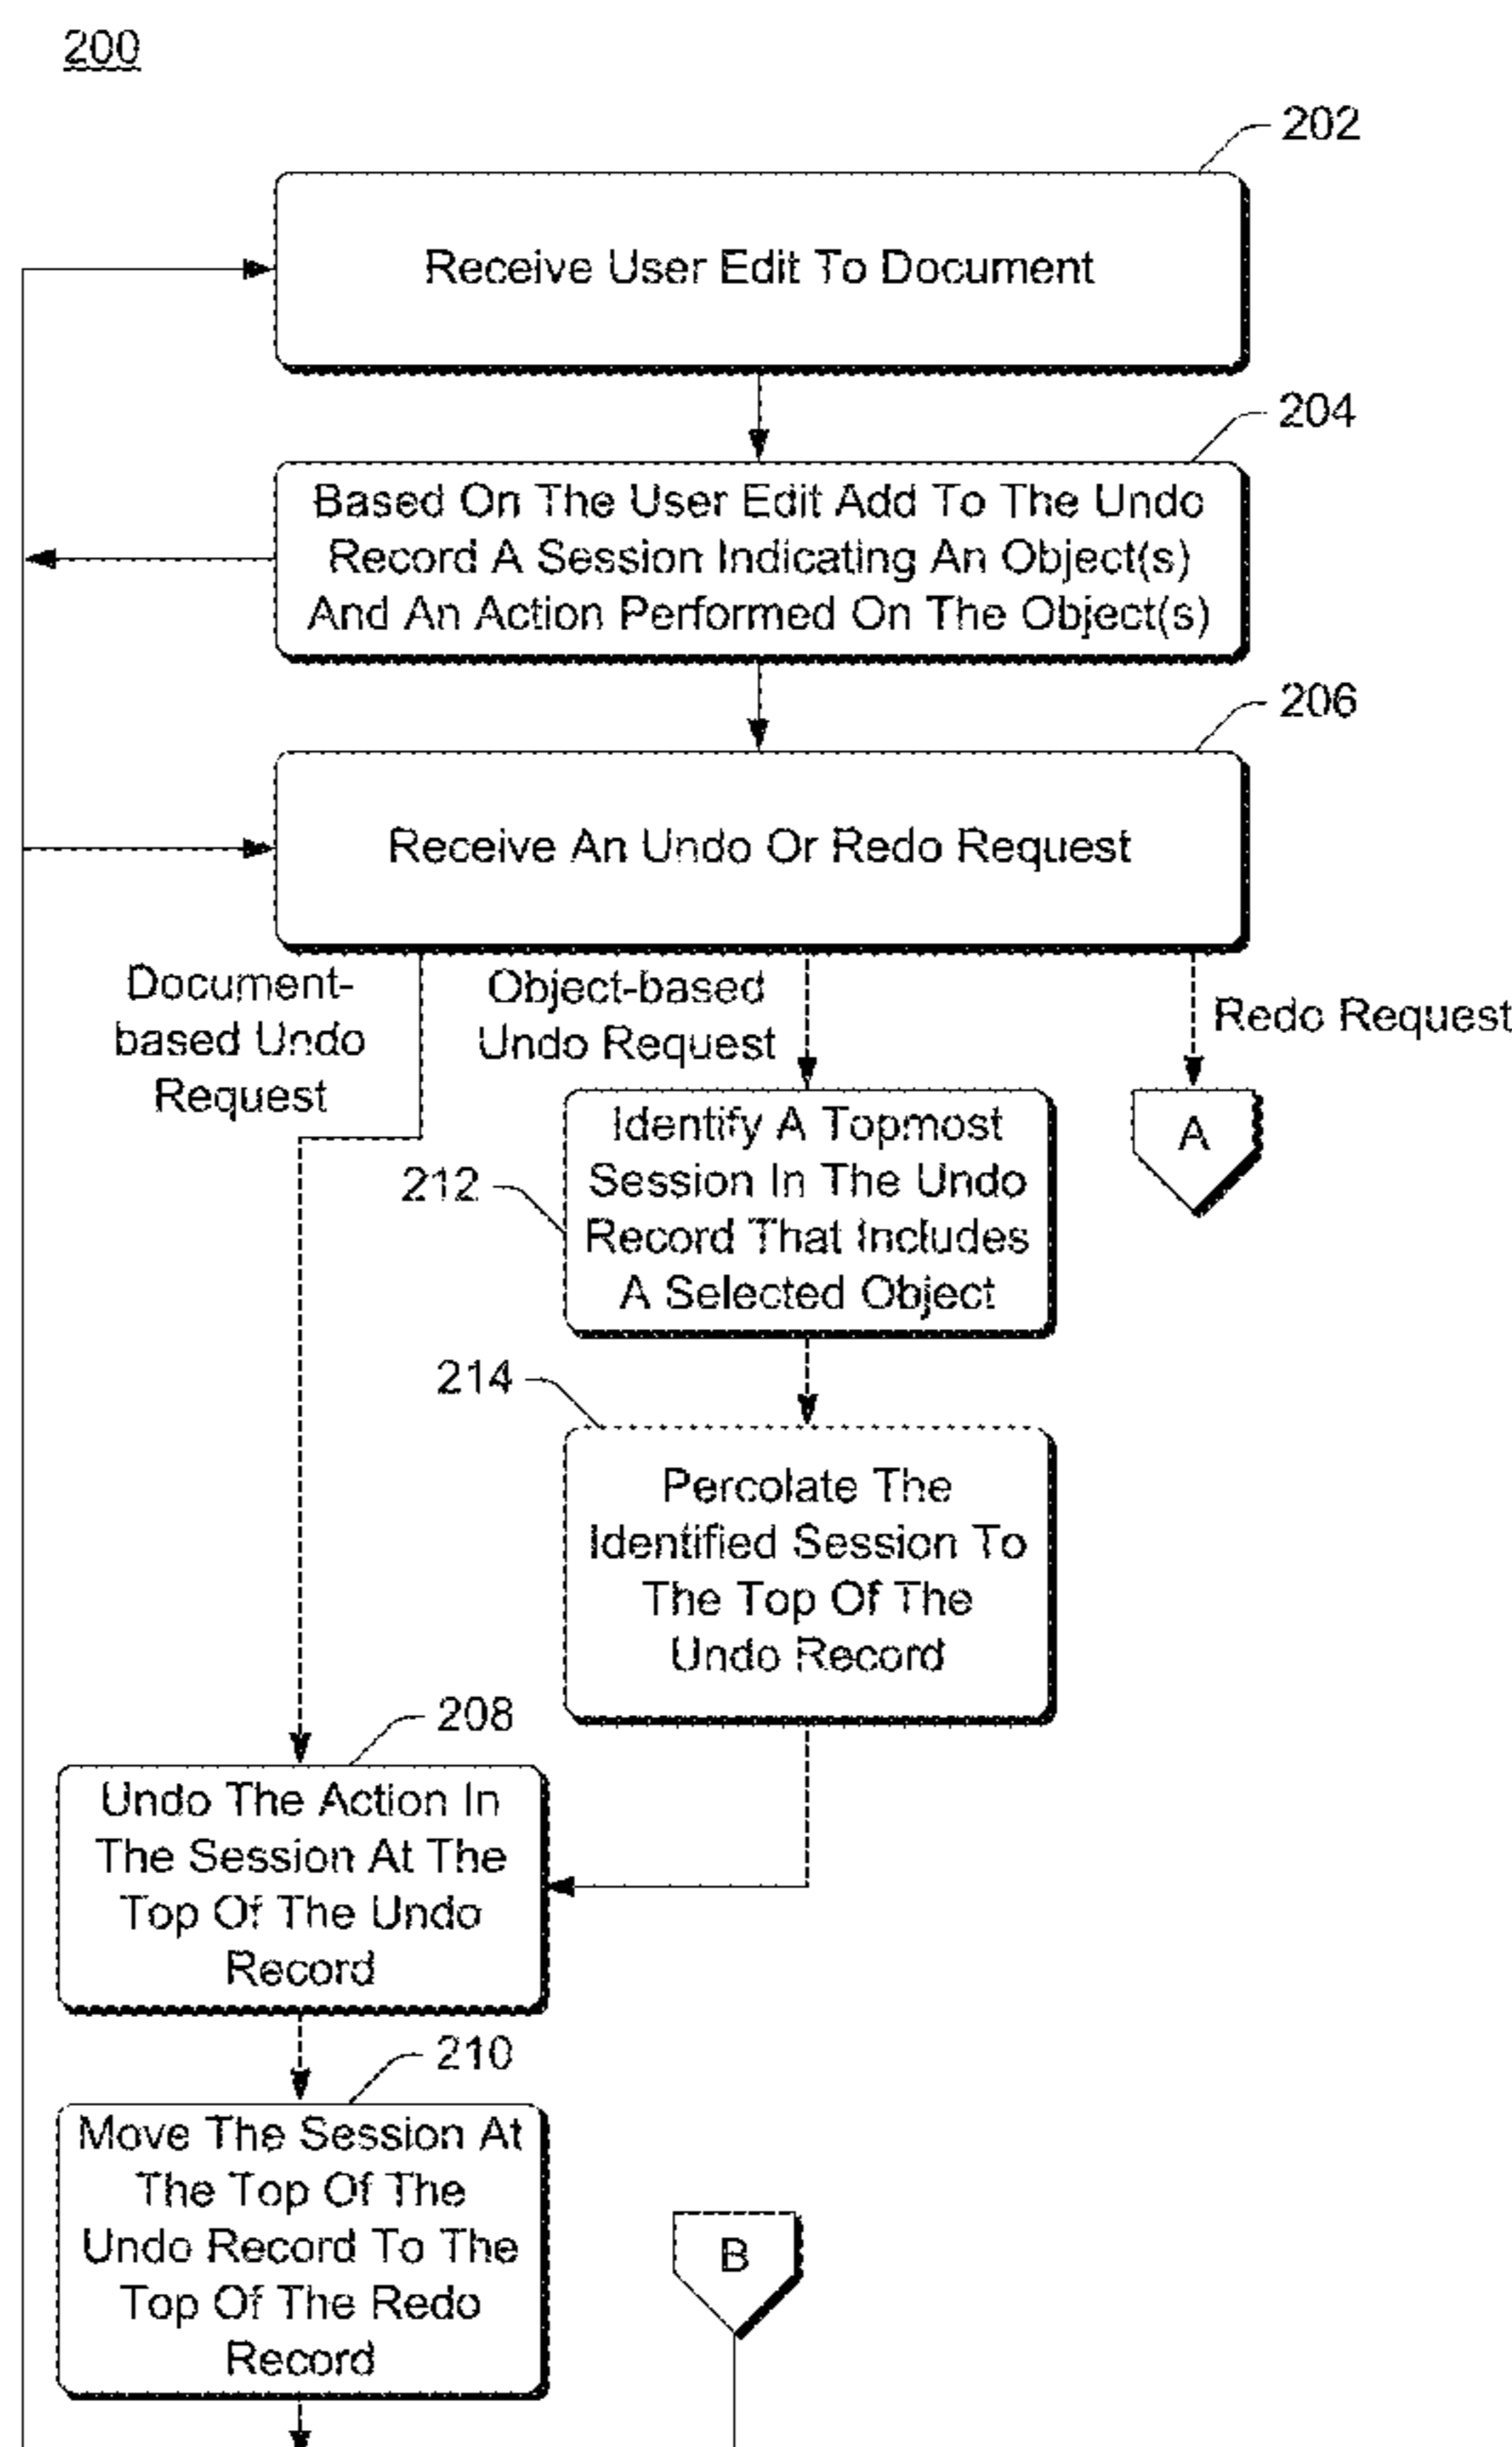 200
202
Receive User Edit To Document
204
Based On The User Edit Add To The Undo
Record A Session Indicating An Object(s)
And An Action Performed On The Object(s)
206
Receive An Undo Or Redo Request
Document-
based Undo
Request
Object-based
Undo Request
Redo Request
A
212
Identify A Topmost
Session In The Undo
Record That Includes
A Selected Object
214
Percolate The
Identified Session To
The Top Of The
Undo Record
208
Undo The Action In
The Session At The
Top Of The Undo
Record
210
Move The Session At
The Top Of The
Undo Record To The
Top Of The Redo
Record
B